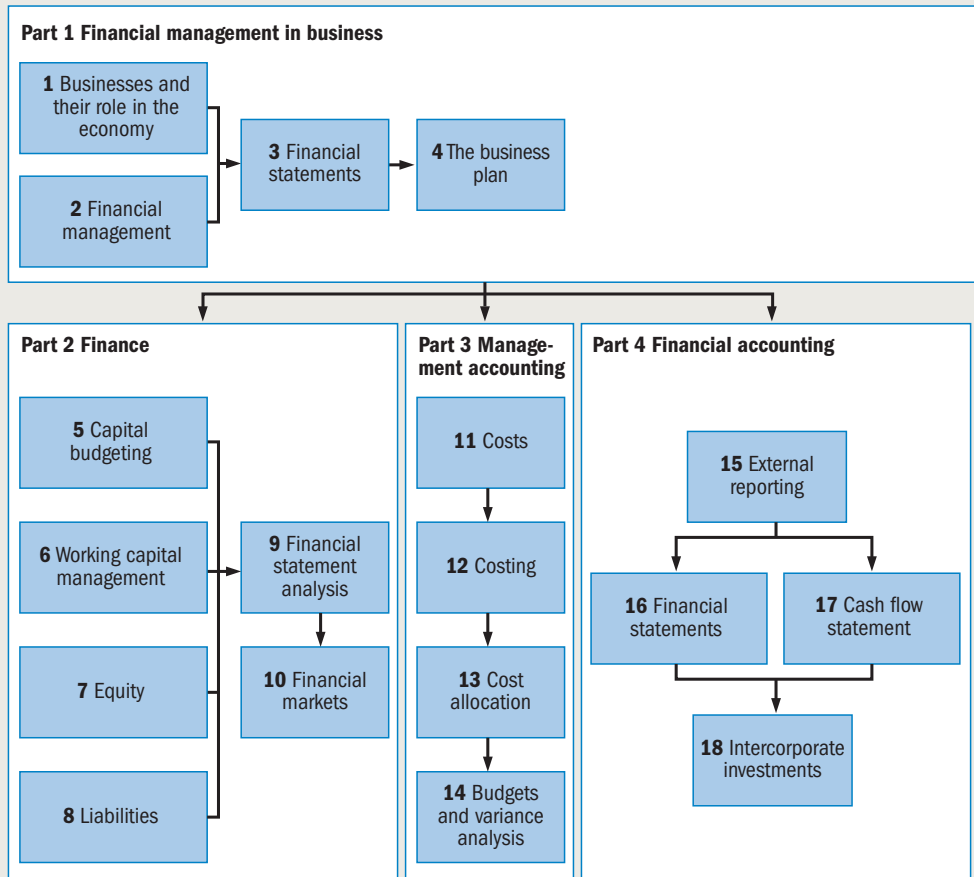 Part 1 Financial management in business
1 Businesses and
their role in the
economy
2 Financial
management
3 Financial
statements
4 The business
plan
Part 2 Finance
5 Capital
budgeting
6 Working capital
management
7 Equity
8 Liabilities
9 Financial
statement
analysis
10 Financial
markets
Part 3 Manage-
ment accounting
11 Costs
12 Costing
13 Cost
allocation
14 Budgets
and variance
analysis
Part 4 Financial accounting
15 External
reporting
16 Financial
statements
17 Cash flow
statement
18 Intercorporate
investments